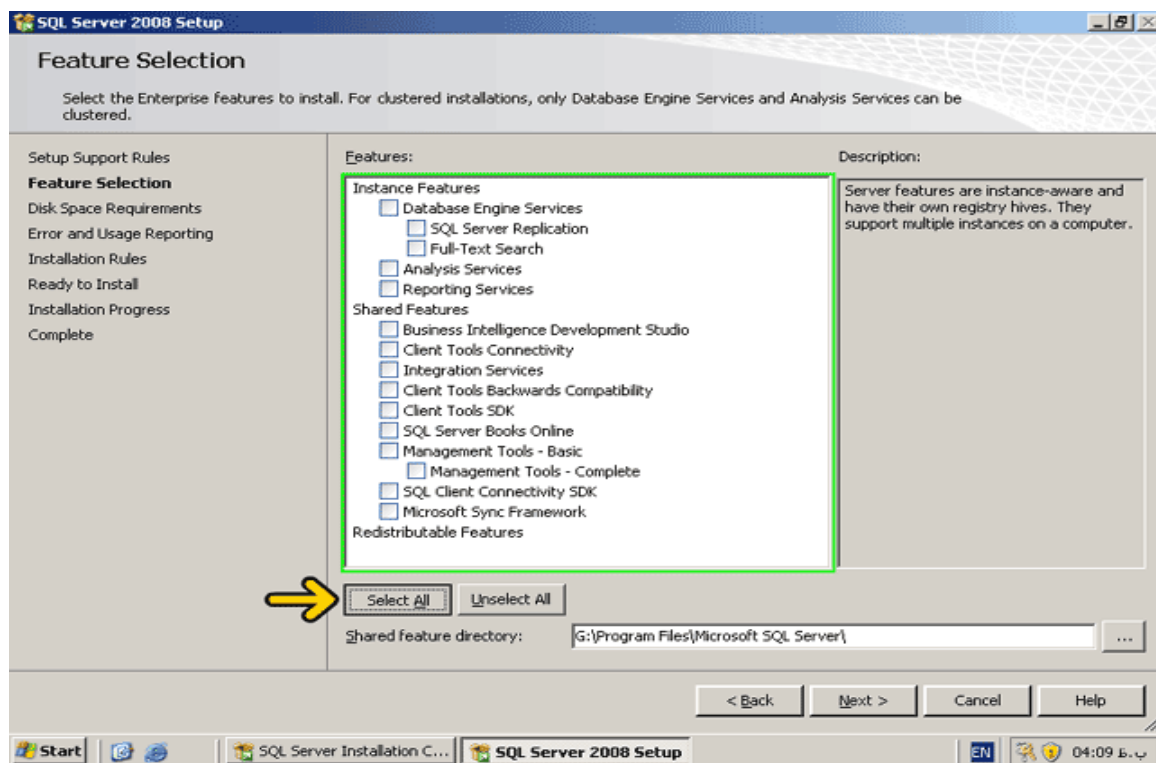 SQL Server 2008 Setup
Feature Selection
Select the Enterprise features to install. For clustered installations, only Database Engine Services and Analysis Services can be
clustered.
Setup Support Rules
Feature Selection
Disk Space Requirements
Error and Usage Reporting
Installation Rules
Ready to Install
Installation Progress
Complete
Features:
Instance Features
Database Engine Services
SQL Server Replication
Full-Text Search
Analysis Services
Reporting Services
Shared Features
Business Intelligence Development Studio
Client Tools Connectivity
Integration Services
Client Tools Backwards Compatibility
Client Tools SDK
SQL Server Books Online
Management Tools - Basic
Management Tools - Complete
SQL Client Connectivity SDK
Microsoft Sync Framework
Redistributable Features
Description:
Server features are instance-aware and
have their own registry hives. They
support multiple instances on a computer.
Select All
Unselect All
Shared feature directory:
G:\Program Files\Microsoft SQL Server\
...
< Back
Next >
Cancel
Help
Start
SQL Server Installation C...
SQL Server 2008 Setup
EN
04:09 ب.ظ